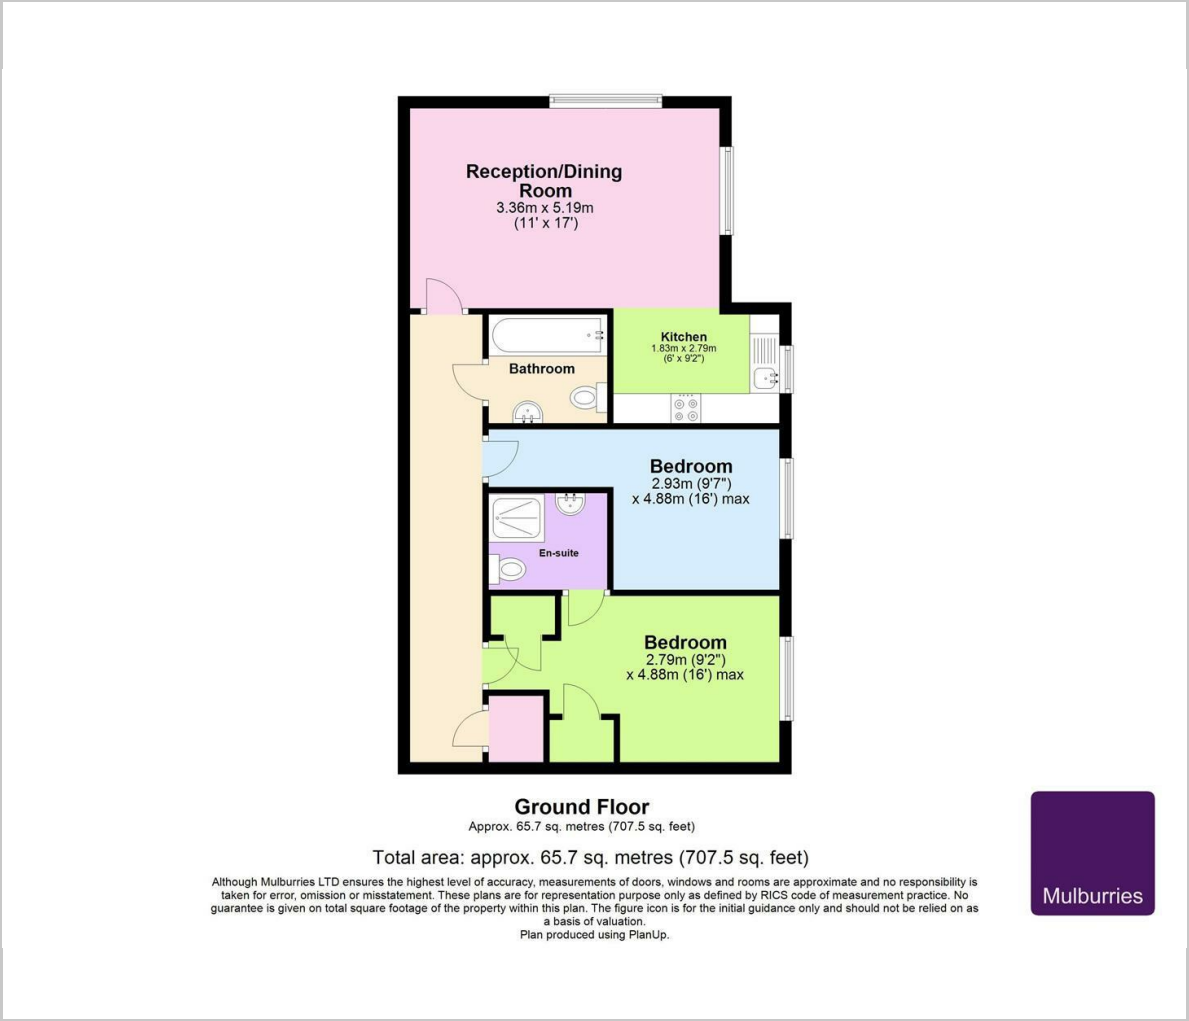 Reception/Dining
Room
3.36m x 5.19m
(11' x 17')
Kitchen
1.83m x 2.79m
(6' x 9'2")
Bathroom
Bedroom
2.93m (9'7")
x 4.88m (16') max
En-suite
Bedroom
2.79m (9'2")
x 4.88m (16') max
Ground Floor
Approx. 65.7 sq. metres (707.5 sq. feet)
Total area: approx. 65.7 sq. metres (707.5 sq. feet)
Although Mulburries LTD ensures the highest level of accuracy, measurements of doors, windows and rooms are approximate and no responsibility is
taken for error, omission or misstatement. These plans are for representation purpose only as defined by RICS code of measurement practice. No
guarantee is given on total square footage of the property within this plan. The figure icon is for the initial guidance only and should not be relied on as
a basis of valuation.
Plan produced using PlanUp.
Mulburries